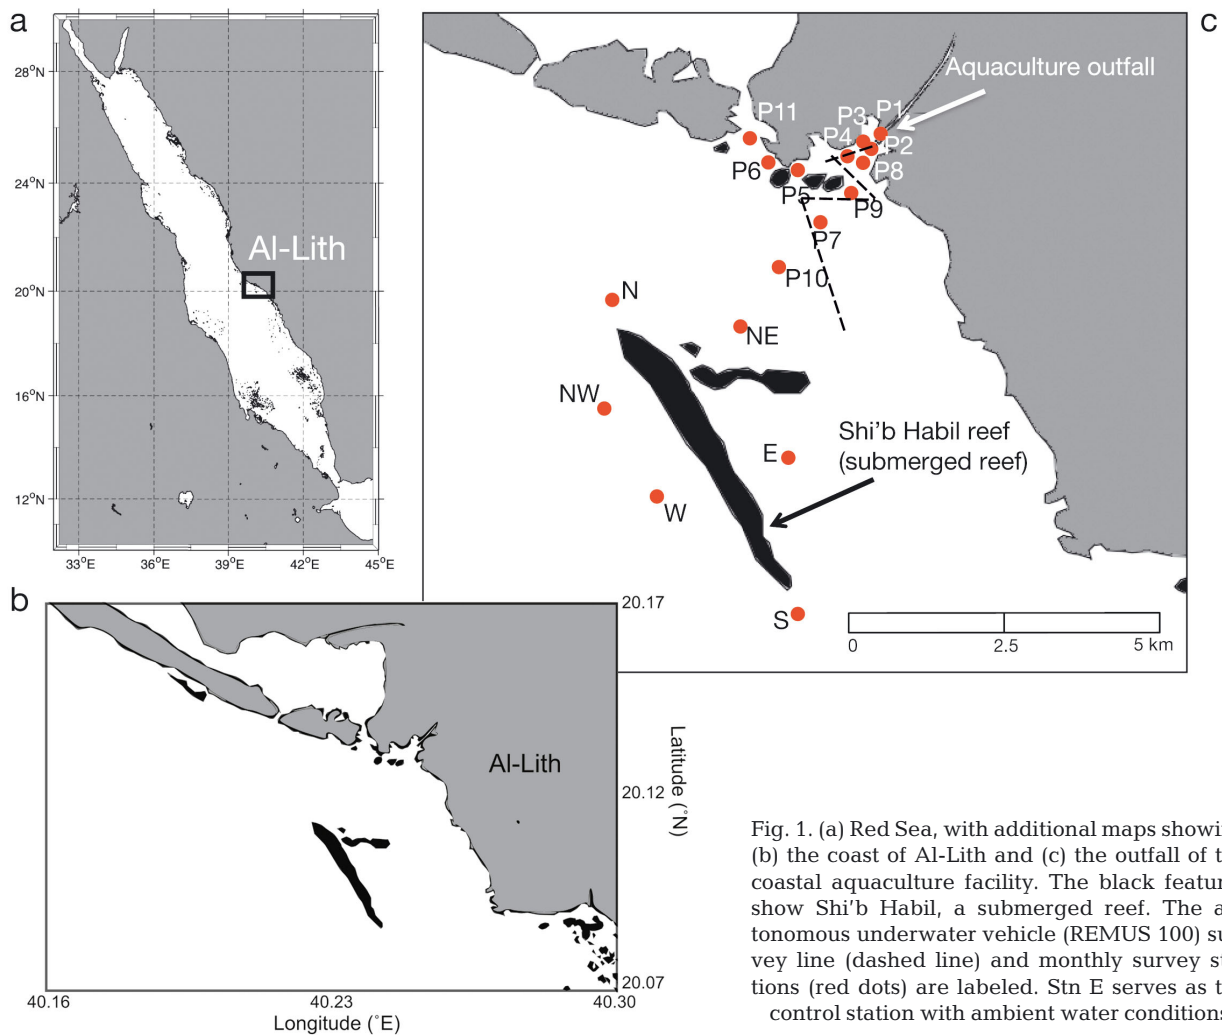 a
28°N
24°N
20°N
16°N
12°N
33°E
36°E
39°E
42°E
45°E
Al-Lith
c
Aquaculture outfall
P11
P3
P1
P4
P2
P6
P5
P8
P9
P7
P10
N
NE
NW
E
W
S
Shi'b Habil reef
(submerged reef)
0
2.5
5 km
b
20.17
20.12
20.07
Latitude (°N)
Al-Lith
40.16
40.23
40.30
Longitude (°E)
Fig. 1. (a) Red Sea, with additional maps showi
(b) the coast of Al-Lith and (c) the outfall of t
coastal aquaculture facility. The black featur
show Shi'b Habil, a submerged reef. The a
tonomous underwater vehicle (REMUS 100) su
vey line (dashed line) and monthly survey st
tions (red dots) are labeled. Stn E serves as t
control station with ambient water conditions